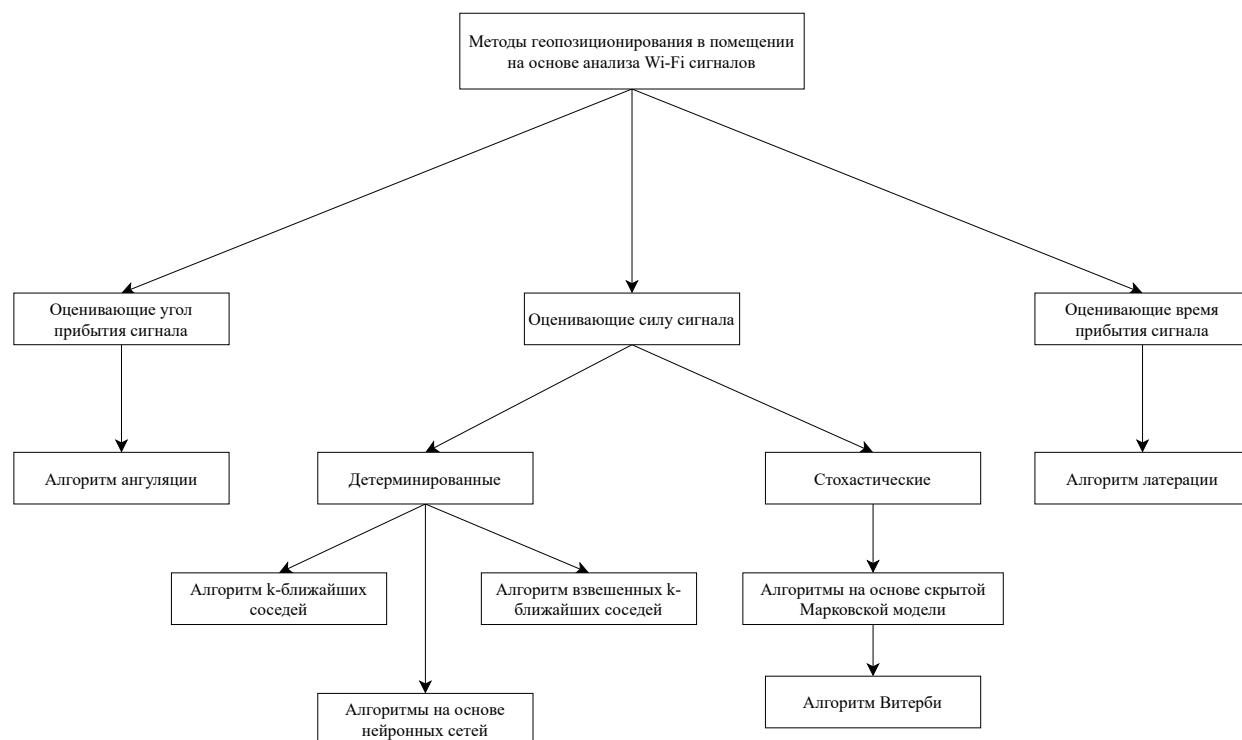 Методы геопозиционирования в помещении
на основе анализа Wi-Fi сигналов
Оценивающие угол
прибытия сигнала
Оценивающие силу сигнала
Оценивающие время
прибытия сигнала
Алгоритм ангуляции
Детерминированные
Стохастические
Алгоритм латерации
Алгоритм k-ближайших
соседей
Алгоритм взвешенных k-
ближайших соседей
Алгоритмы на основе скрытой
Марковской модели
Алгоритмы на основе
нейронных сетей
Алгоритм Витерби